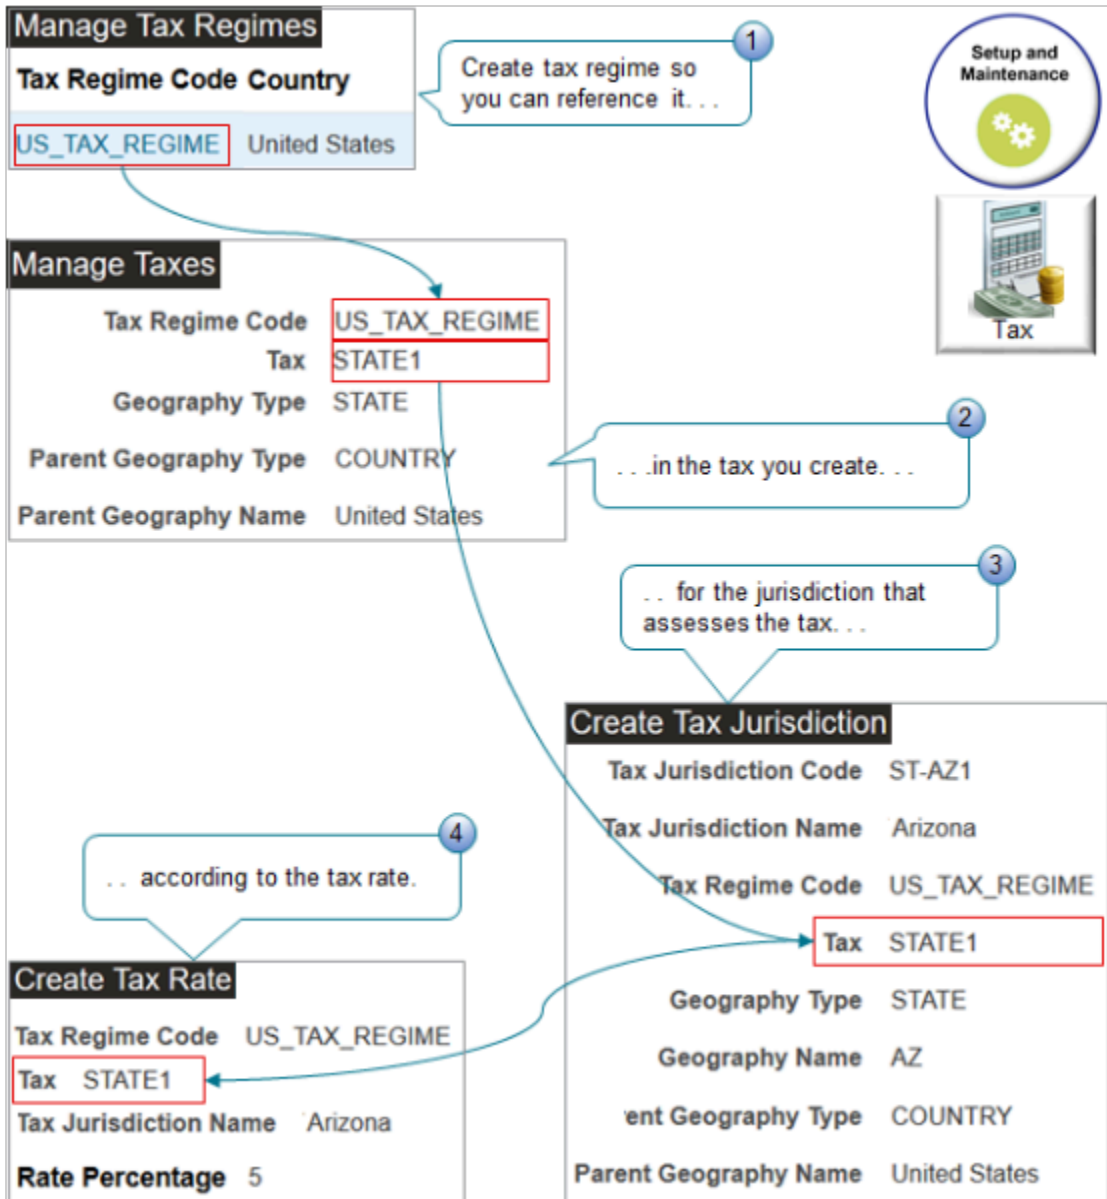 Manage Tax Regimes
Tax Regime Code Country
US_TAX_REGIME United States
1
Create tax regime so
you can reference it. . .
Setup and
Maintenance
Tax
Manage Taxes
Tax Regime Code US_TAX_REGIME
Tax STATE1
Geography Type STATE
Parent Geography Type COUNTRY
Parent Geography Name United States
2
. . .in the tax you create. . .
3
. . for the jurisdiction that
assesses the tax. . .
Create Tax Jurisdiction
Tax Jurisdiction Code ST-AZ1
Tax Jurisdiction Name Arizona
Tax Regime Code US_TAX_REGIME
Tax STATE1
Geography Type STATE
Geography Name AZ
ent Geography Type COUNTRY
Parent Geography Name United States
4
. . according to the tax rate.
Create Tax Rate
Tax Regime Code US_TAX_REGIME
Tax STATE1
Tax Jurisdiction Name Arizona
Rate Percentage 5